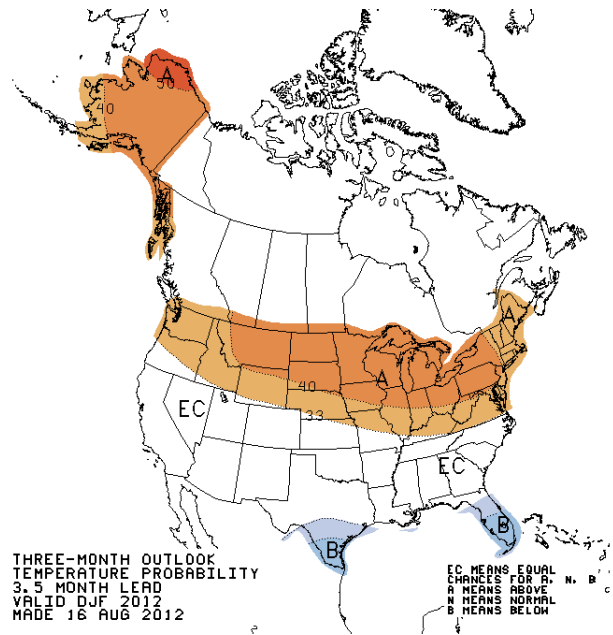 A
50
40
A
A
40
33
EC
EC
B
B
THREE-MONTH OUTLOOK
TEMPERATURE PROBABILITY
3.5 MONTH LEAD
VALID DJF 2012
MADE 16 AUG 2012
EC MEANS EQUAL
CHANCES FOR A, N, B
A MEANS ABOVE
N MEANS NORMAL
B MEANS BELOW